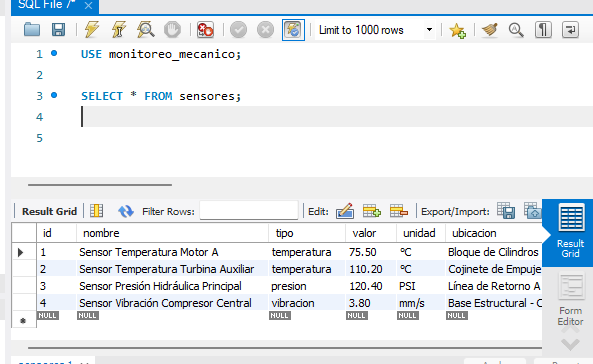 SQL File 7*
Limit to 1000 rows
1 USE monitoreo_mecanico;
2
3 SELECT * FROM sensores;
4
5
Result Grid Filter Rows: Edit: Export/Import:
id nombre tipo valor unidad ubicacion
1 Sensor Temperatura Motor A temperatura 75.50 °C Bloque de Cilindros
2 Sensor Temperatura Turbina Auxiliar temperatura 110.20 °C Cojinete de Empuje
3 Sensor Presión Hidráulica Principal presion 120.40 PSI Línea de Retorno A
4 Sensor Vibración Compresor Central vibracion 3.80 mm/s Base Estructural - C
NULL NULL NULL NULL NULL NULL
Result
Grid
Form
Editor